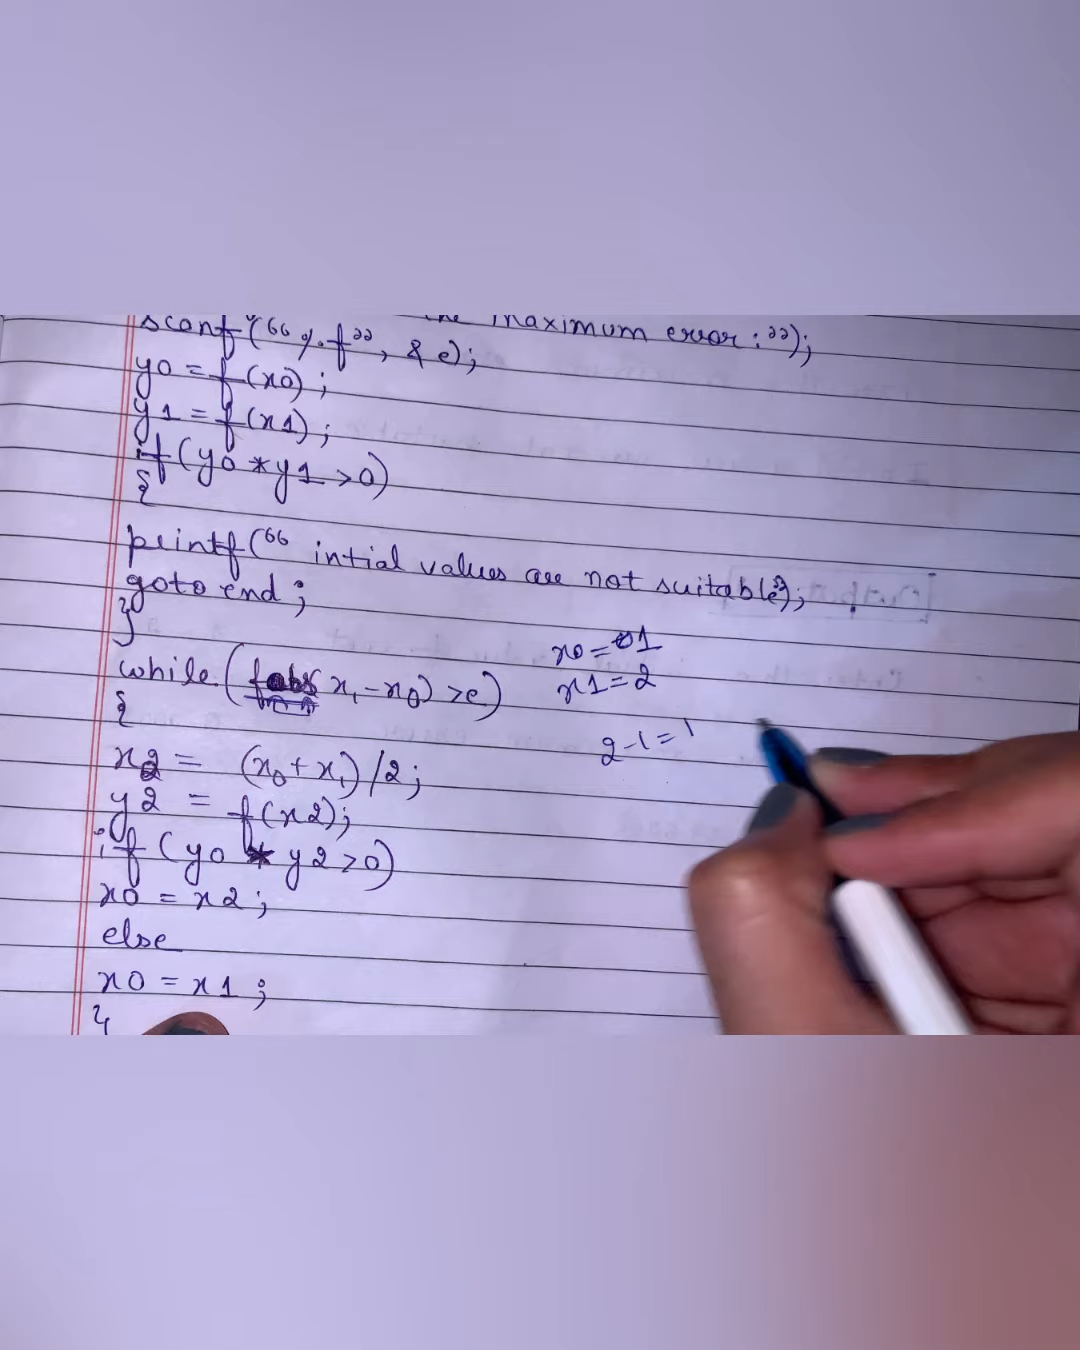 the maximum error:");
scanf("%f", &e);
y0 = f(x0);
y1 = f(x1);
if(y0 * y1 > 0)
{
printf(" intial values are not suitable");
goto end;
}
while( x1 - x0) > e)
{
x2 = (x0 + x1)/2;
y2 = f(x2);
if(y0 * y2 > 0)
x0 = x2;
else
x0 = x1;
}
x0 = 1
x1 = 2
2-1=1